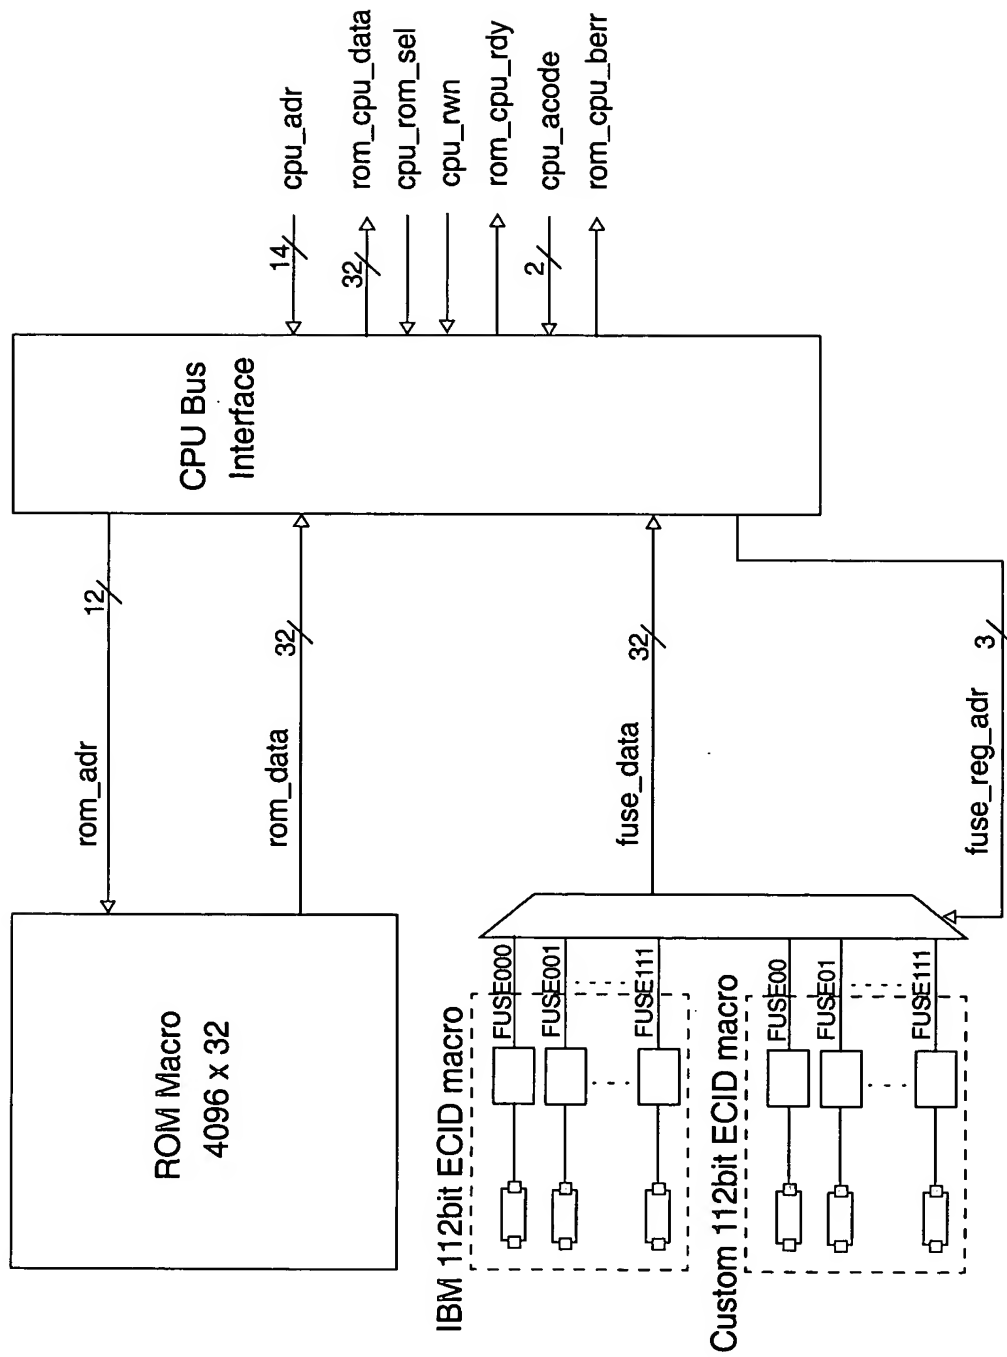 ROM Macro
4096 x 32
rom_adr
12
rom_data
32
CPU Bus
Interface
14
cpu_adr
32
rom_cpu_data
cpu_rom_sel
cpu_rwn
rom_cpu_rdy
2
cpu_acode
rom_cpu_berr
IBM 112bit ECID macro
FUSE000
FUSE001
FUSE111
fuse_data
32
Custom 112bit ECID macro
FUSE00
FUSE01
FUSE111
fuse_reg_adr
3